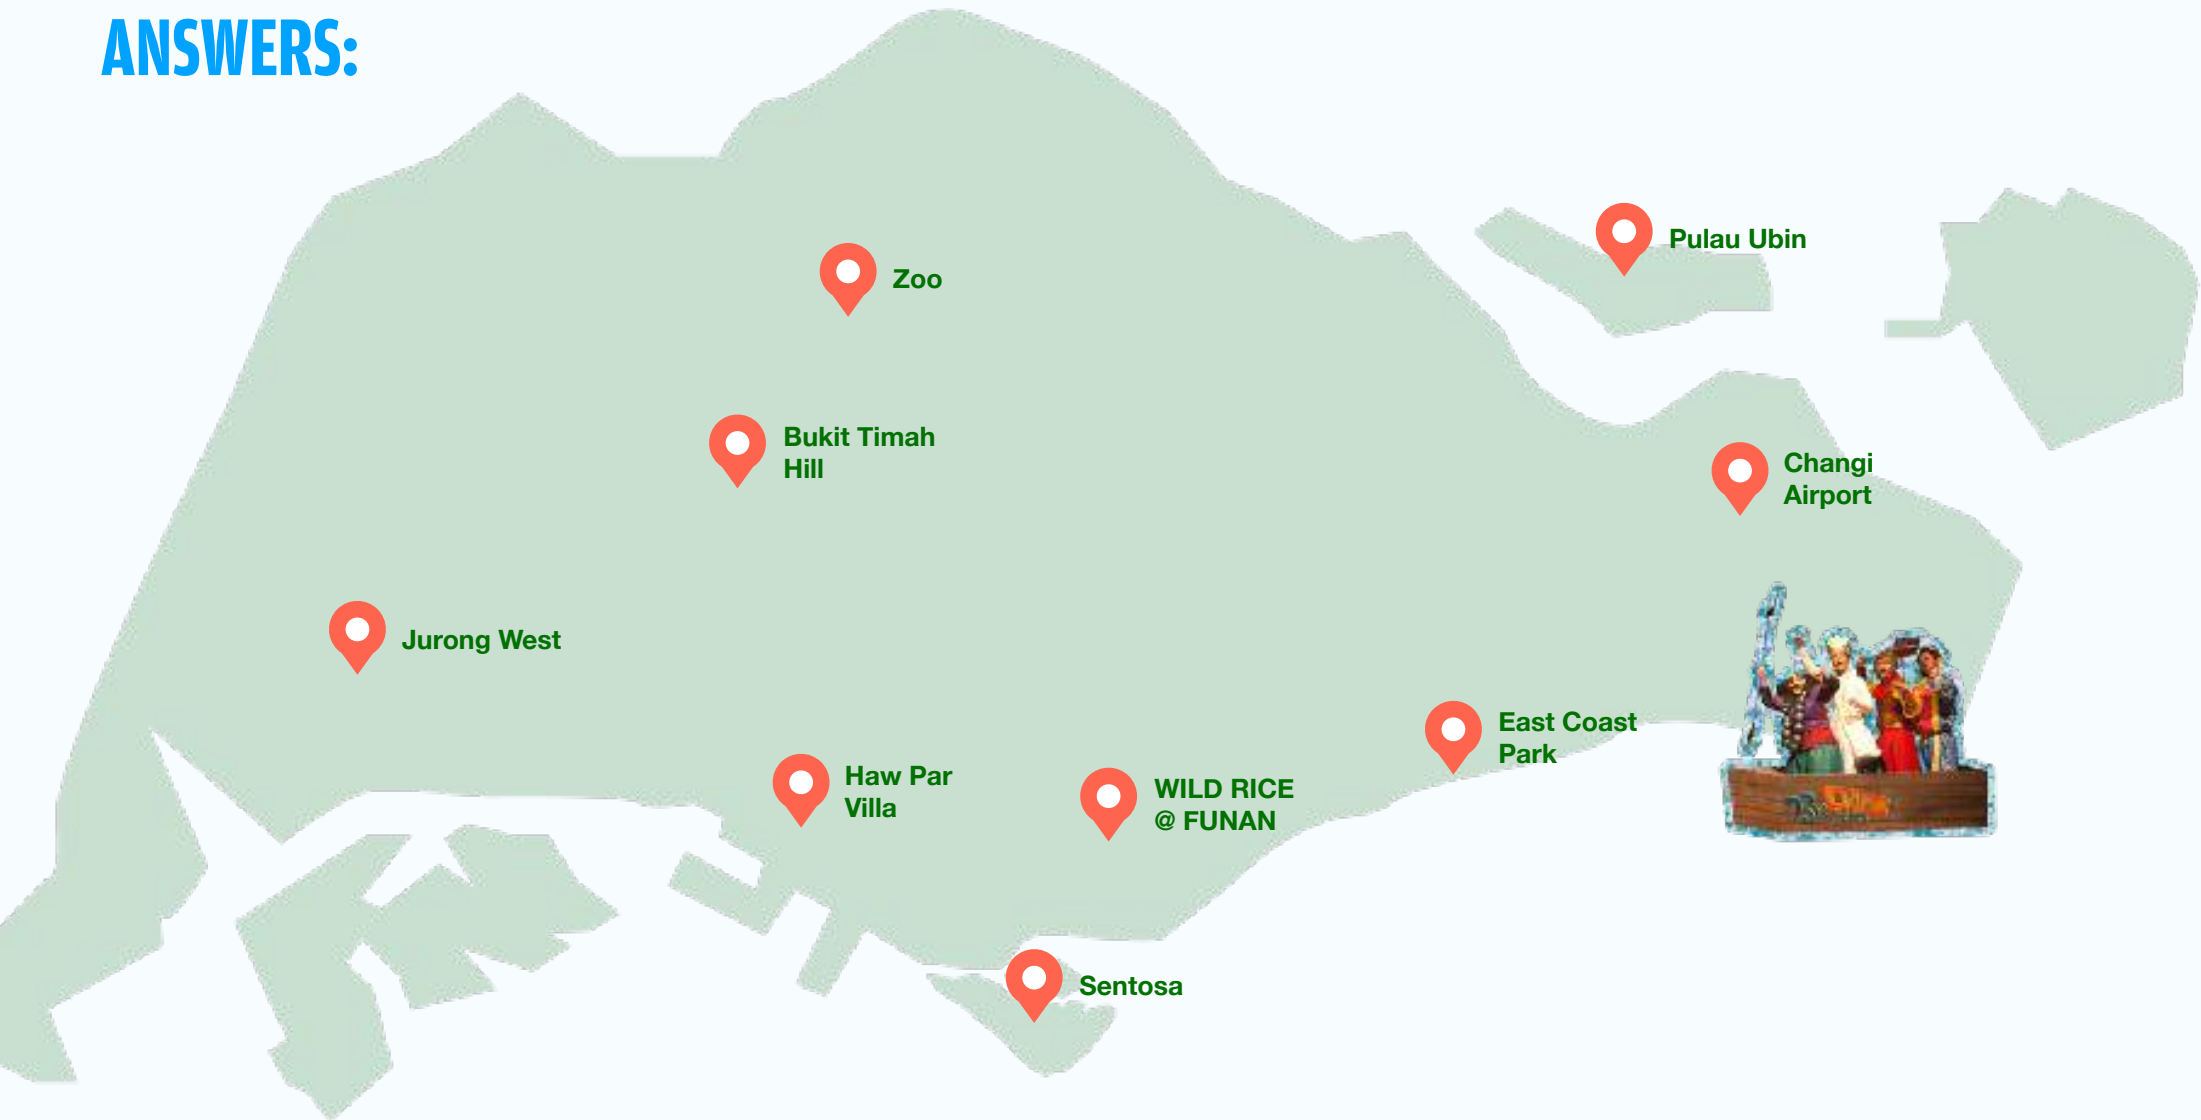 ANSWERS:
Pulau Ubin
Zoo
Bukit Timah
Hill
Changi
Airport
Jurong West
East Coast
Park
Haw Par
Villa
WILD RICE
@ FUNAN
Sentosa